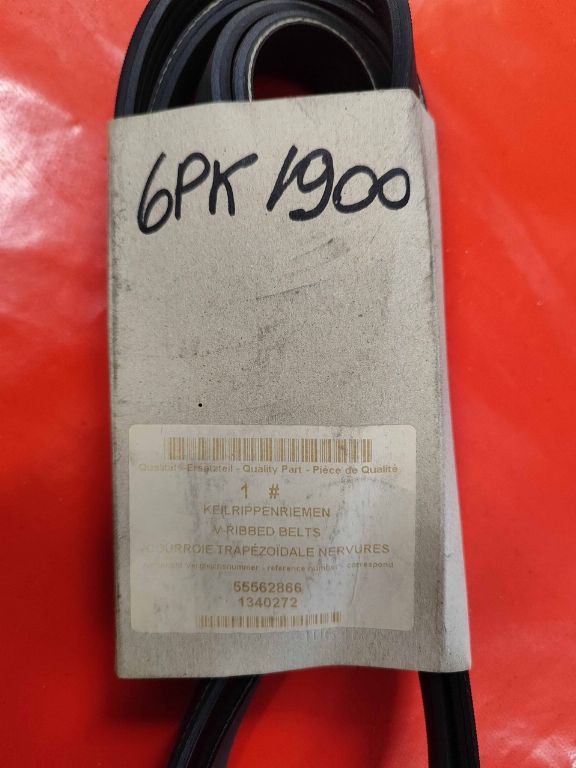 6PK 1900
Qualitäts-Ersatzteil - Quality Part - Pièce de Qualité
1 #
KEILRIPPENRIEMEN
V-RIBBED BELTS
COURROIE TRAPÉZOÏDALE NERVURES
vergleichsnummer - reference number - correspond
55562866
1340272